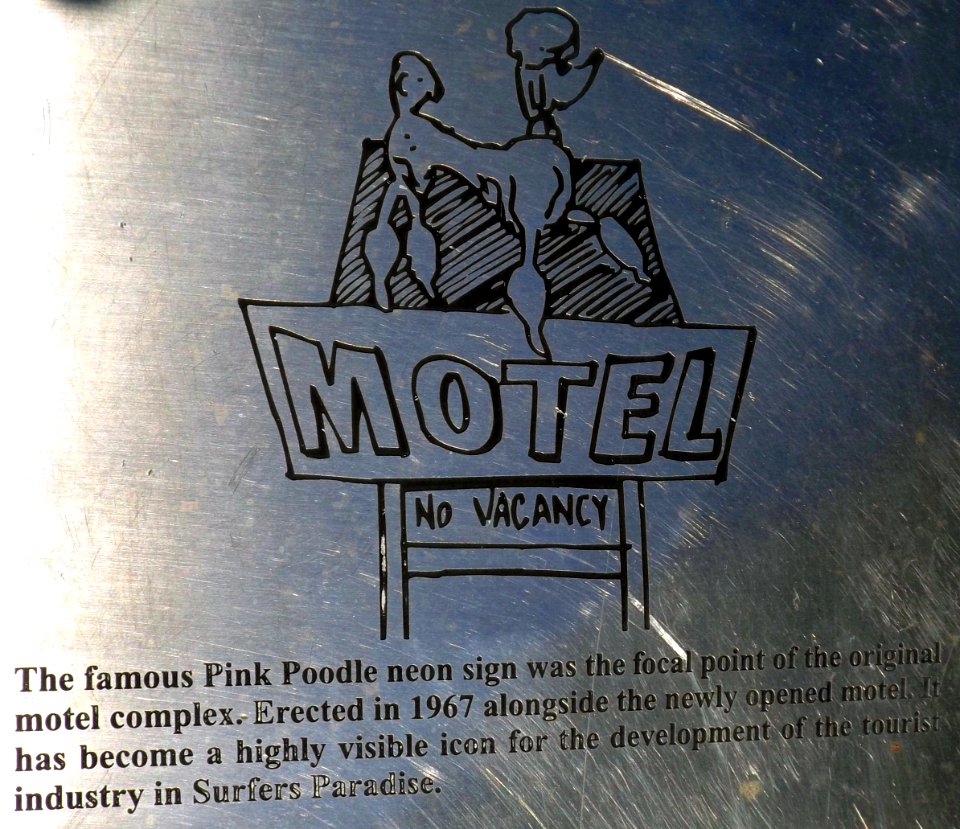 MOTEL
NO VACANCY
The famous Pink Poodle neon sign was the focal point of the original
motel complex. Erected in 1967 alongside the newly opened motel. It
has become a highly visible icon for the development of the tourist
industry in Surfers Paradise.